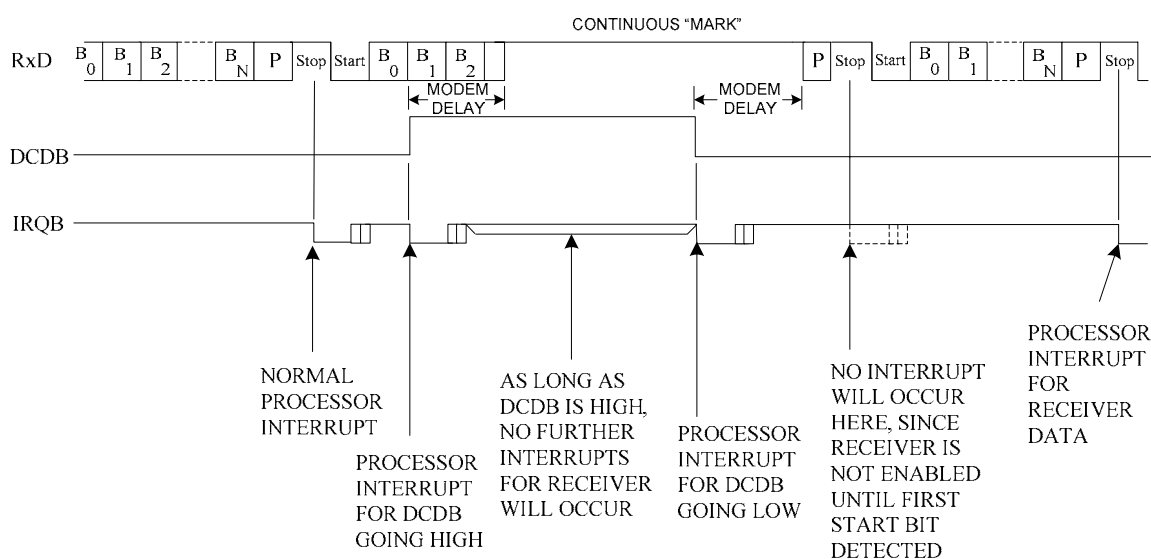 CONTINUOUS “MARK”
RxD
B0 B1 B2 BN P Stop Start B0 B1 B2 P Stop Start B0 B1 BN P Stop
MODEM
DELAY
MODEM
DELAY
DCDB
IRQB
NORMAL
PROCESSOR
INTERRUPT
PROCESSOR
INTERRUPT
FOR DCDB
GOING HIGH
AS LONG AS
DCDB IS HIGH,
NO FURTHER
INTERRUPTS
FOR RECEIVER
WILL OCCUR
PROCESSOR
INTERRUPT
FOR DCDB
GOING LOW
NO INTERRUPT
WILL OCCUR
HERE, SINCE
RECEIVER IS
NOT ENABLED
UNTIL FIRST
START BIT
DETECTED
PROCESSOR
INTERRUPT
FOR
RECEIVER
DATA